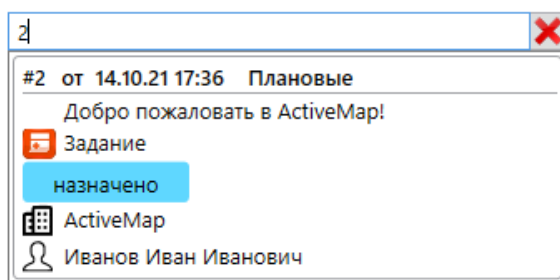 2
#2 от 14.10.21 17:36 Плановые
Добро пожаловать в ActiveMap!
Задание
назначено
ActiveMap
Иванов Иван Иванович